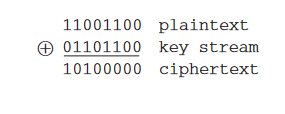 11001100 plaintext
⊕ 01101100 key stream
10100000 ciphertext